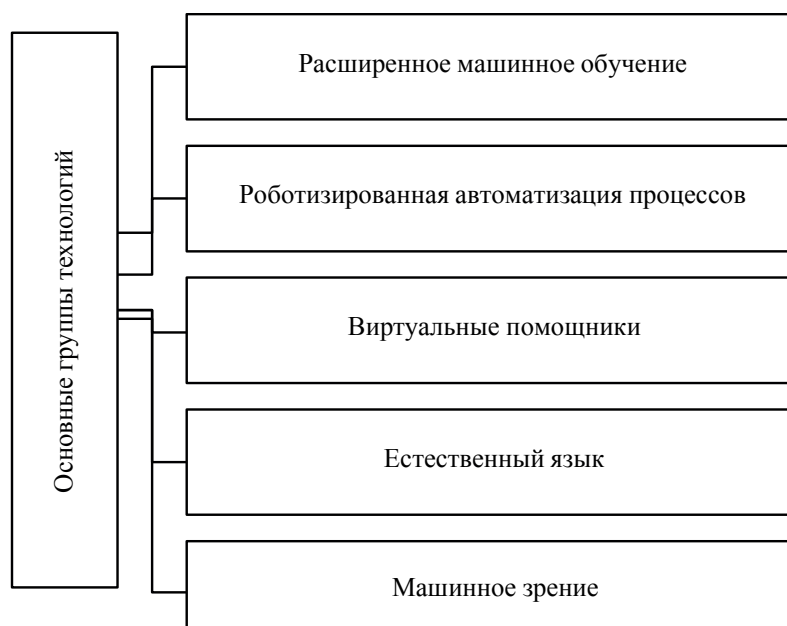 Основные группы технологий
Расширенное машинное обучение
Роботизированная автоматизация процессов
Виртуальные помощники
Естественный язык
Машинное зрение